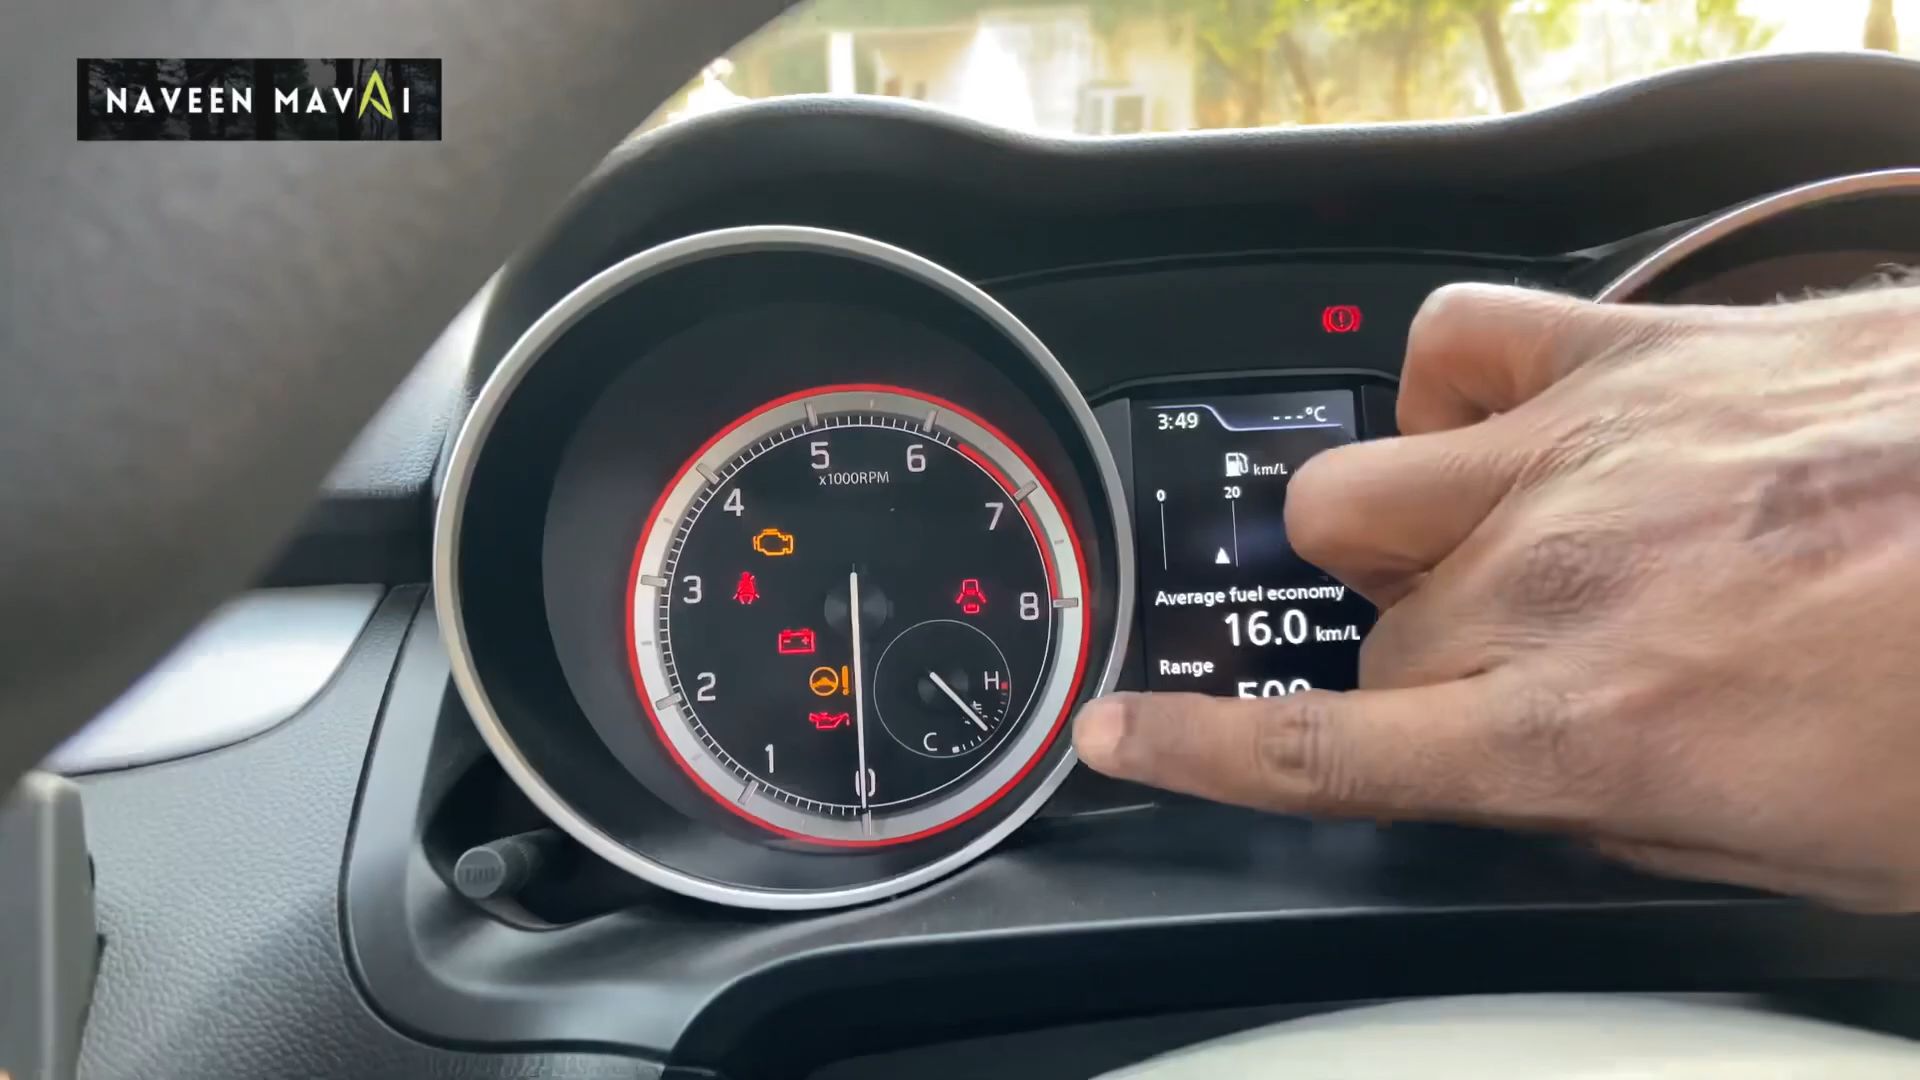 NAVEEN MAVAI
3:49
---°C
km/L
0 20
Average fuel economy
16.0 km/L
Range
5
6
x1000RPM
4
7
3
8
2
H
1
C
0